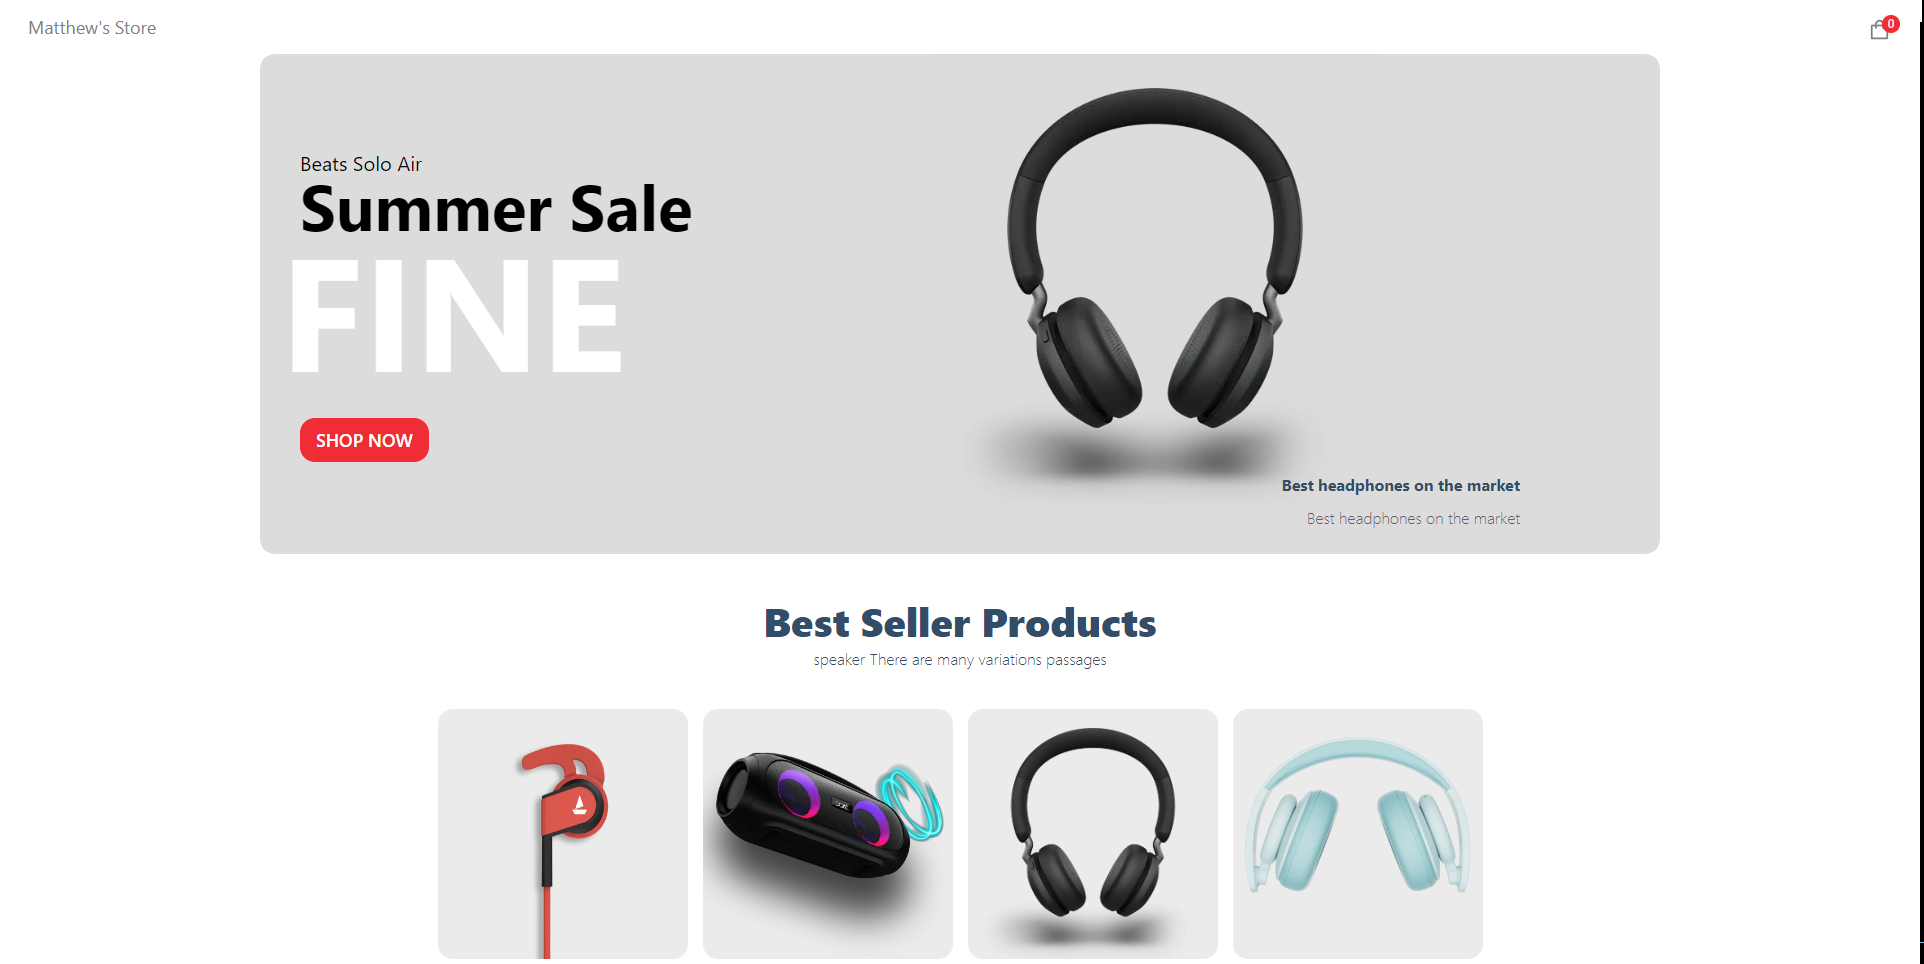 Matthew's Store
0
Beats Solo Air
Summer Sale
FINE
SHOP NOW
Best headphones on the market
Best headphones on the market
Best Seller Products
speaker There are many variations passages